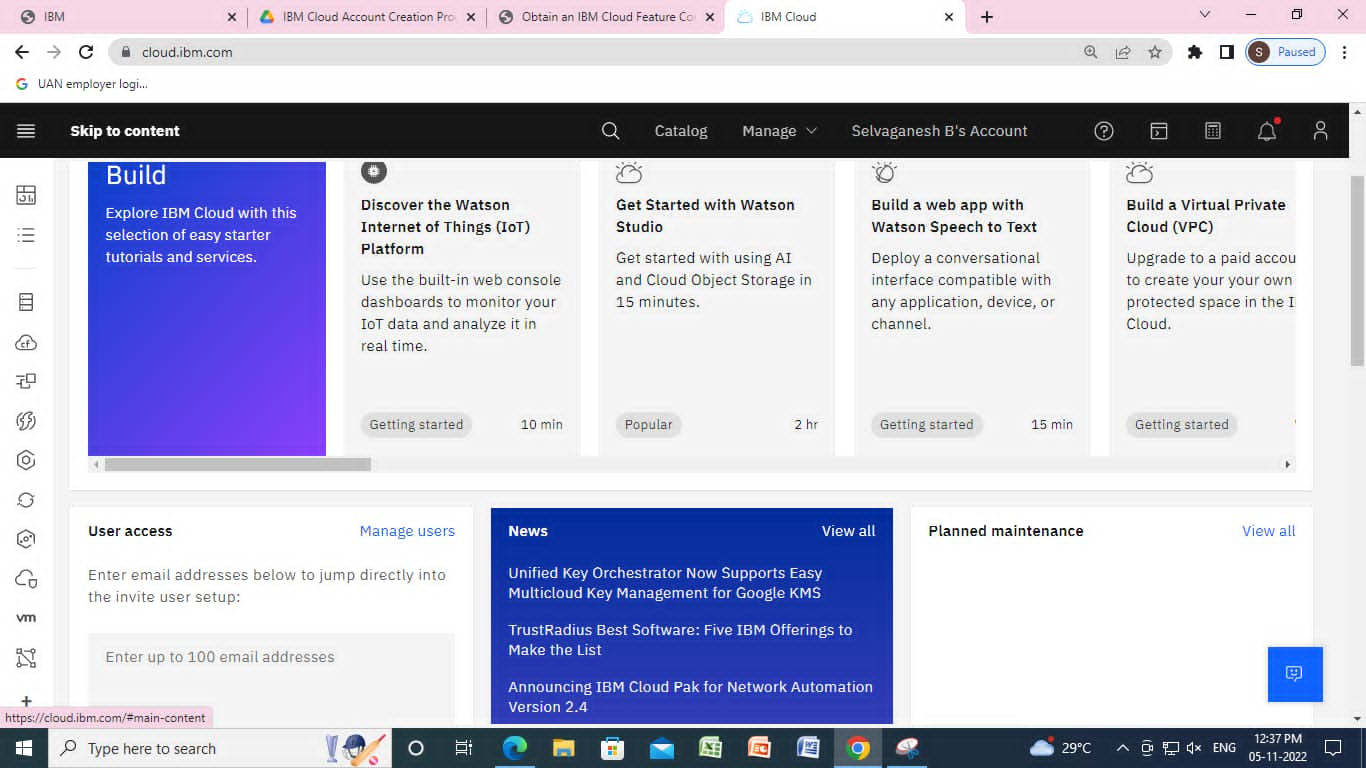 IBM
IBM Cloud Account Creation Pro
Obtain an IBM Cloud Feature Co
IBM Cloud
cloud.ibm.com
S Paused
G UAN employer logi...
Skip to content
Catalog
Manage
Selvaganesh B's Account
Build
Explore IBM Cloud with this
selection of easy starter
tutorials and services.
Discover the Watson
Internet of Things (IoT)
Platform
Use the built-in web console
dashboards to monitor your
IoT data and analyze it in
real time.
Getting started 10 min
Get Started with Watson
Studio
Get started with using AI
and Cloud Object Storage in
15 minutes.
Popular 2 hr
Build a web app with
Watson Speech to Text
Deploy a conversational
interface compatible with
any application, device, or
channel.
Getting started 15 min
Build a Virtual Private
Cloud (VPC)
Upgrade to a paid accou
to create your your own
protected space in the I
Cloud.
Getting started
cf
vm
User access Manage users
Enter email addresses below to jump directly into
the invite user setup:
Enter up to 100 email addresses
News View all
Unified Key Orchestrator Now Supports Easy
Multicloud Key Management for Google KMS
TrustRadius Best Software: Five IBM Offerings to
Make the List
Announcing IBM Cloud Pak for Network Automation
Version 2.4
Planned maintenance View all
https://cloud.ibm.com/#main-content
Type here to search
29°C
ENG
12:37 PM
05-11-2022